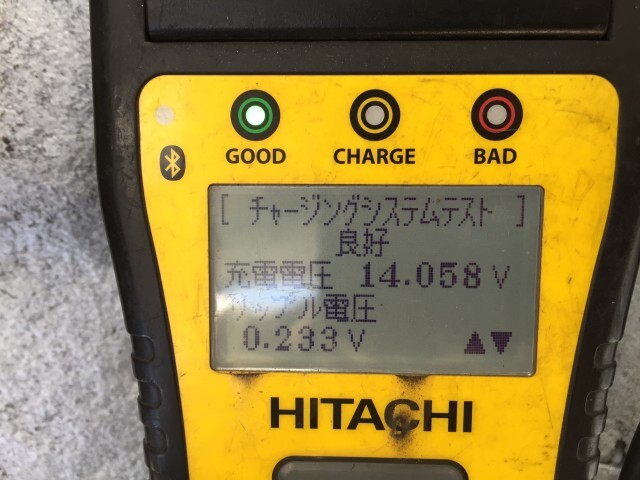 GOOD CHARGE BAD
[ チャージングシステムテスト ]
良好
充電電圧 14.058 V
リップル電圧
0.233 V ▲▼
HITACHI